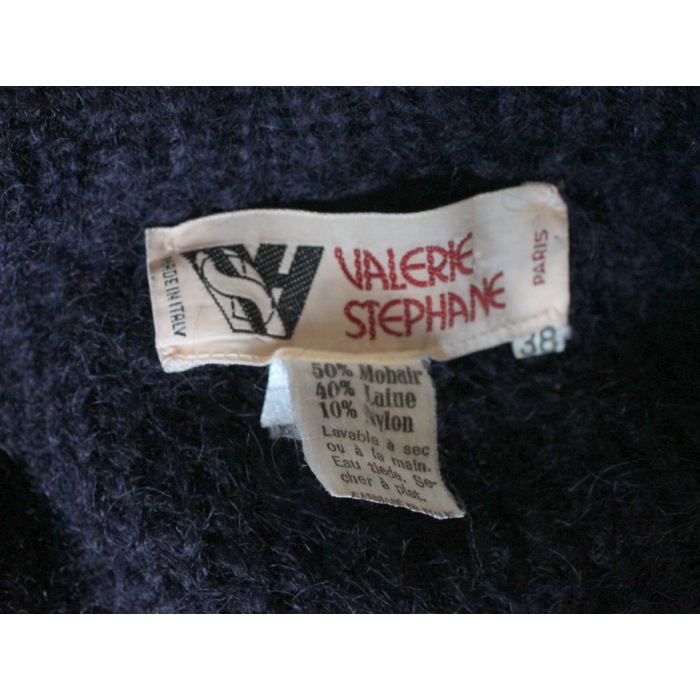 MADE IN ITALY
VALERIE
STEPHANE
PARIS
38
50% Mohair
40% Laine
10% Nylon
Lavable à sec
ou à la main.
Eau tiède. Se-
cher à plat.